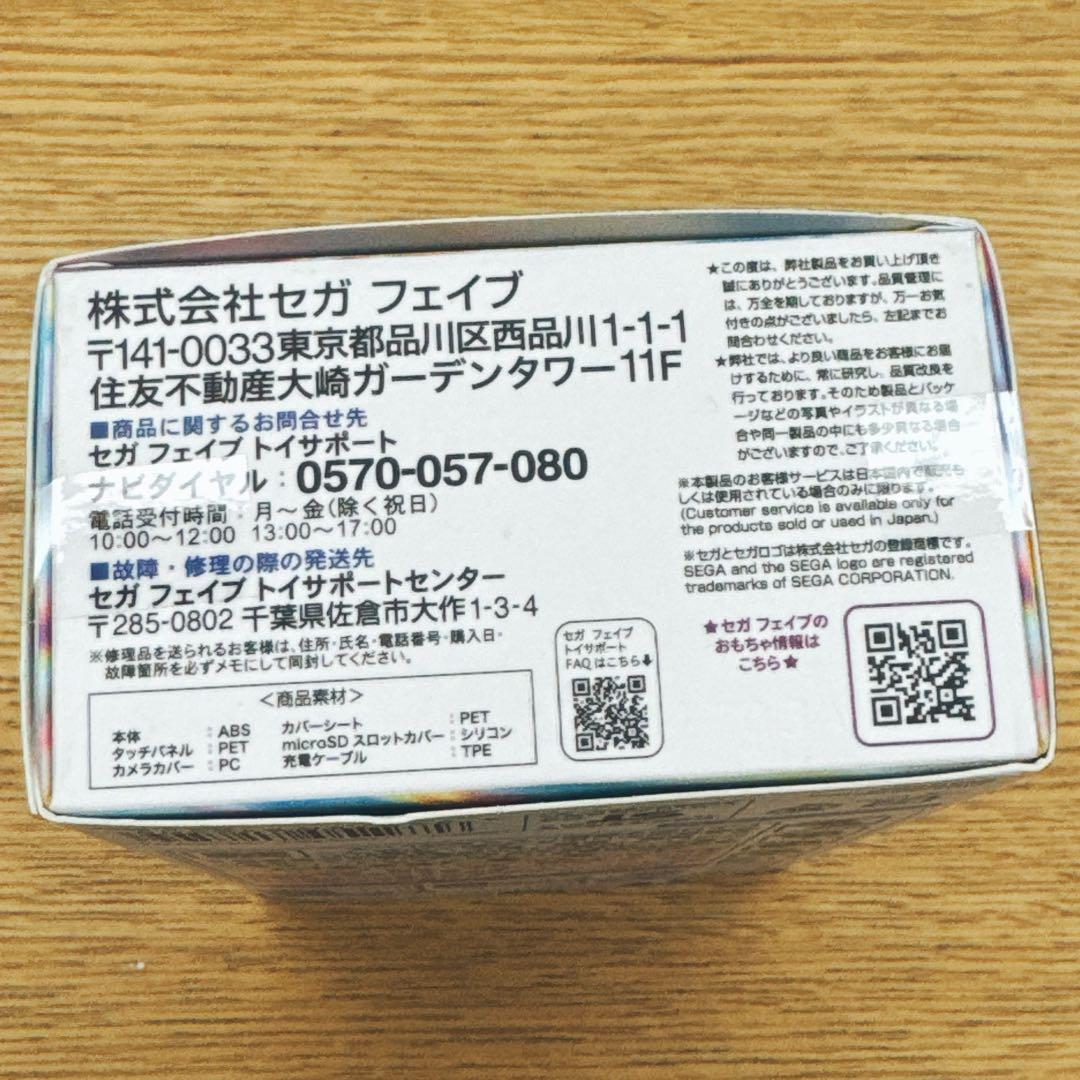 株式会社セガ フェイブ
〒141-0033東京都品川区西品川1-1-1
住友不動産大崎ガーデンタワー11F
■商品に関するお問合せ先
セガ フェイブ トイサポート
ナビダイヤル：0570-057-080
電話受付時間：月～金(除く祝日)
10:00～12:00 13:00～17:00
■故障・修理の際の発送先
セガ フェイブ トイサポートセンター
〒285-0802 千葉県佐倉市大作1-3-4
※修理品を送られるお客様は、住所・氏名・電話番号・購入日・
故障箇所を必ずメモにして同封してください。
＜商品素材＞
本体：ABS
タッチパネル：PET
カメラカバー：PC
カバーシート：PET
microSD スロットカバー：シリコン
充電ケーブル：TPE
セガ フェイブ
トイサポート
FAQ はこちら↓
★この度は、弊社製品をお買い上げ頂き
誠にありがとうございます。品質管理に
は、万全を期しておりますが、万一お気
付きの点がございましたら、左記までお
問合わせください。
★弊社では、より良い商品をお客様にお届
けするために、常に研究し、品質改良を
行っております。そのため製品とパッケ
ージなどの写真やイラストが異なる場
合や同一製品の中にも多少異なる場合
がございますので、ご了承ください。
※本製品のお客様サービスは日本国内で販売も
しくは使用されている場合のみに限ります。
(Customer service is available only for
the products sold or used in Japan.)
※セガとセガロゴは株式会社セガの登録商標です。
SEGA and the SEGA logo are registered
trademarks of SEGA CORPORATION.
★セガ フェイブの
おもちゃ情報は
こちら★